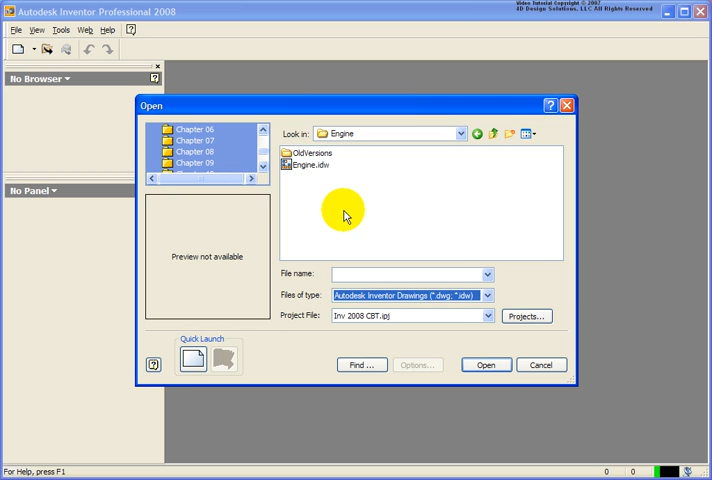 Autodesk Inventor Professional 2008
Video Tutorial Copyright © 2007
4D Design Solutions, LLC All Rights Reserved
File View Tools Web Help
No Browser
No Panel
Open
Chapter 06
Chapter 07
Chapter 08
Chapter 09
Look in: Engine
OldVersions
Engine.idw
Preview not available
File name:
Files of type: Autodesk Inventor Drawings (*.dwg; *.idw)
Project File: Inv 2008 CBT.ipj Projects...
Quick Launch
Find ... Options... Open Cancel
For Help, press F1 0 0